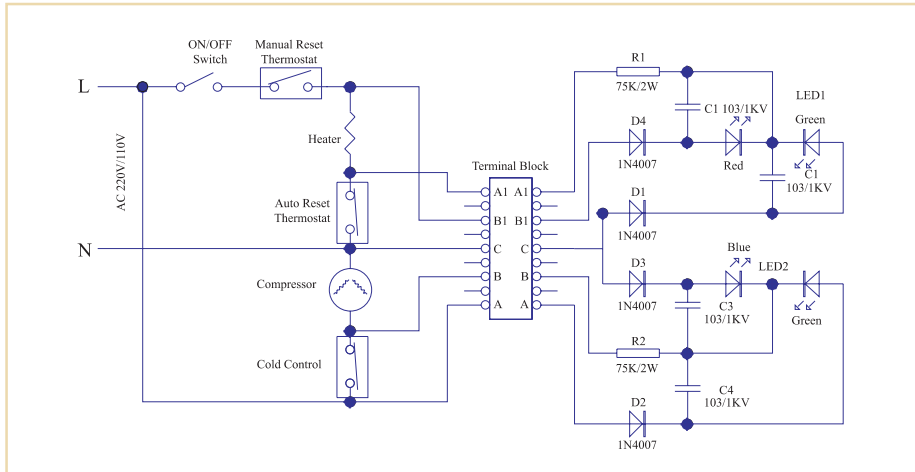 ON/OFF
Switch
Manual Reset
Thermostat
L
AC 220V/110V
Heater
Auto Reset
Thermostat
N
Compressor
Cold Control
Terminal Block
A1
A1
B1
B1
C
C
B
B
A
A
R1
75K/2W
C1 103/1KV
LED1
Green
D4
1N4007
Red
C1
103/1KV
D1
1N4007
Blue
LED2
D3
1N4007
C3
103/1KV
Green
R2
75K/2W
C4
103/1KV
D2
1N4007